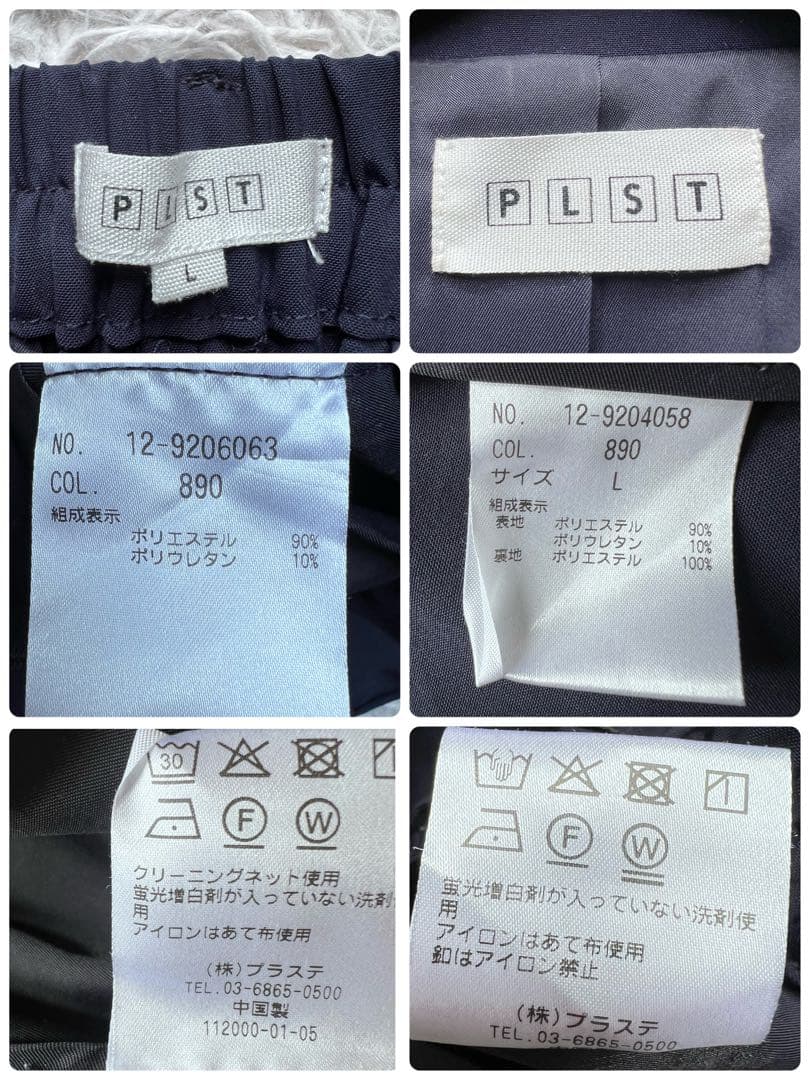 PLST
L
PLST
NO. 12-9206063
COL. 890
組成表示
ポリエステル 90%
ポリウレタン 10%
NO. 12-9204058
COL. 890
サイズ L
組成表示
表地 ポリエステル 90%
ポリウレタン 10%
裏地 ポリエステル 100%
30
F W
クリーニングネット使用
蛍光増白剤が入っていない洗剤使
用
アイロンはあて布使用
(株)プラステ
TEL.03-6865-0500
中国製
112000-01-05
F W
蛍光増白剤が入っていない洗剤使
用
アイロンはあて布使用
釦はアイロン禁止
(株)プラステ
TEL.03-6865-0500